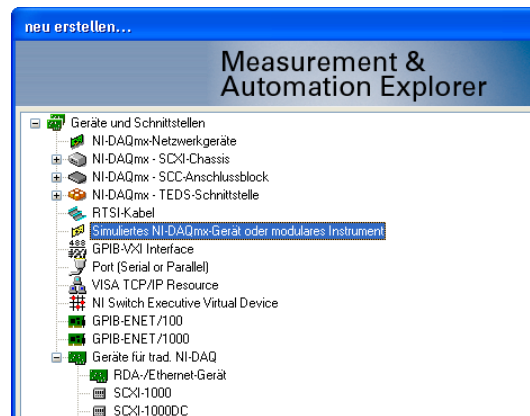 neu erstellen...
Measurement &
Automation Explorer
Geräte und Schnittstellen
NI-DAQmx-Netzwerkgeräte
NI-DAQmx - SCXI-Chassis
NI-DAQmx - SCC-Anschlussblock
NI-DAQmx - TEDS-Schnittstelle
RTSI-Kabel
Simuliertes NI-DAQmx-Gerät oder modulares Instrument
GPIB-VXI Interface
Port (Serial or Parallel)
VISA TCP/IP Resource
NI Switch Executive Virtual Device
GPIB-ENET/100
GPIB-ENET/1000
Geräte für trad. NI-DAQ
RDA-/Ethernet-Gerät
SCXI-1000
SCXI-1000DC